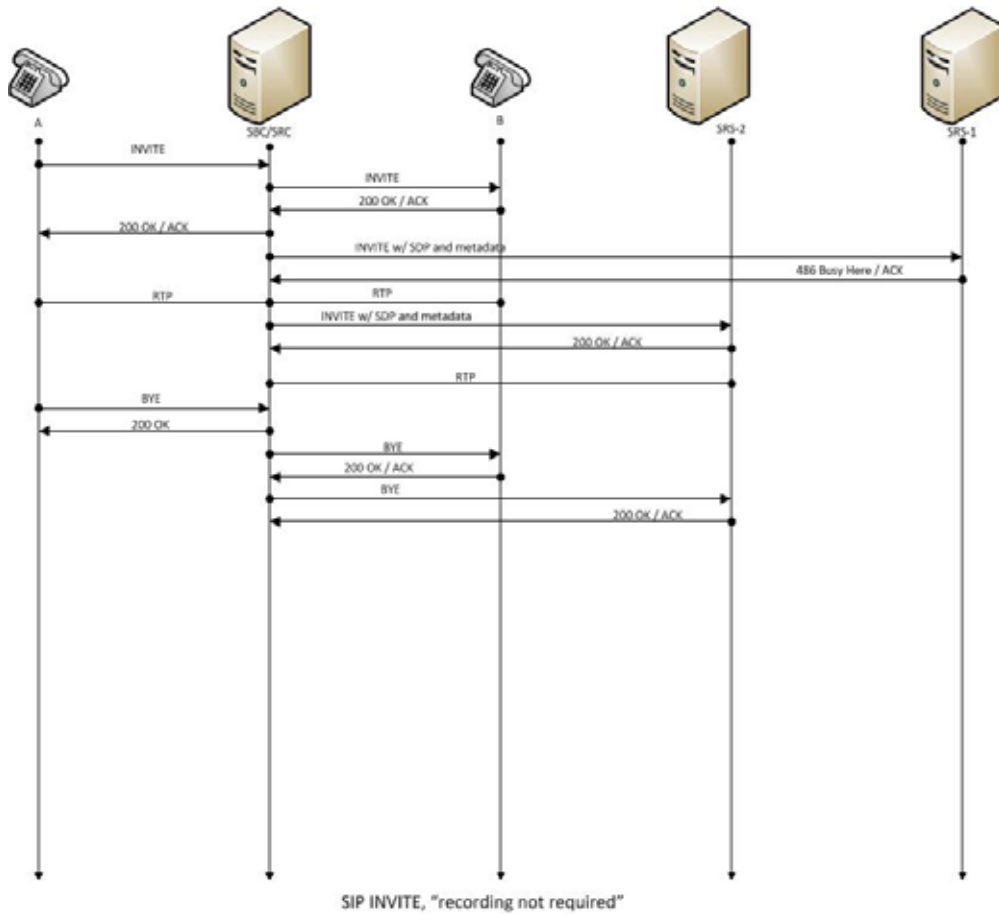 A
SBC/SRC
B
SRS-2
SRS-1
INVITE
INVITE
200 OK / ACK
200 OK / ACK
INVITE w/ SDP and metadata
486 Busy Here / ACK
RTP
RTP
INVITE w/ SDP and metadata
200 OK / ACK
RTP
BYE
200 OK
BYE
200 OK / ACK
BYE
200 OK / ACK
SIP INVITE, “recording not required”